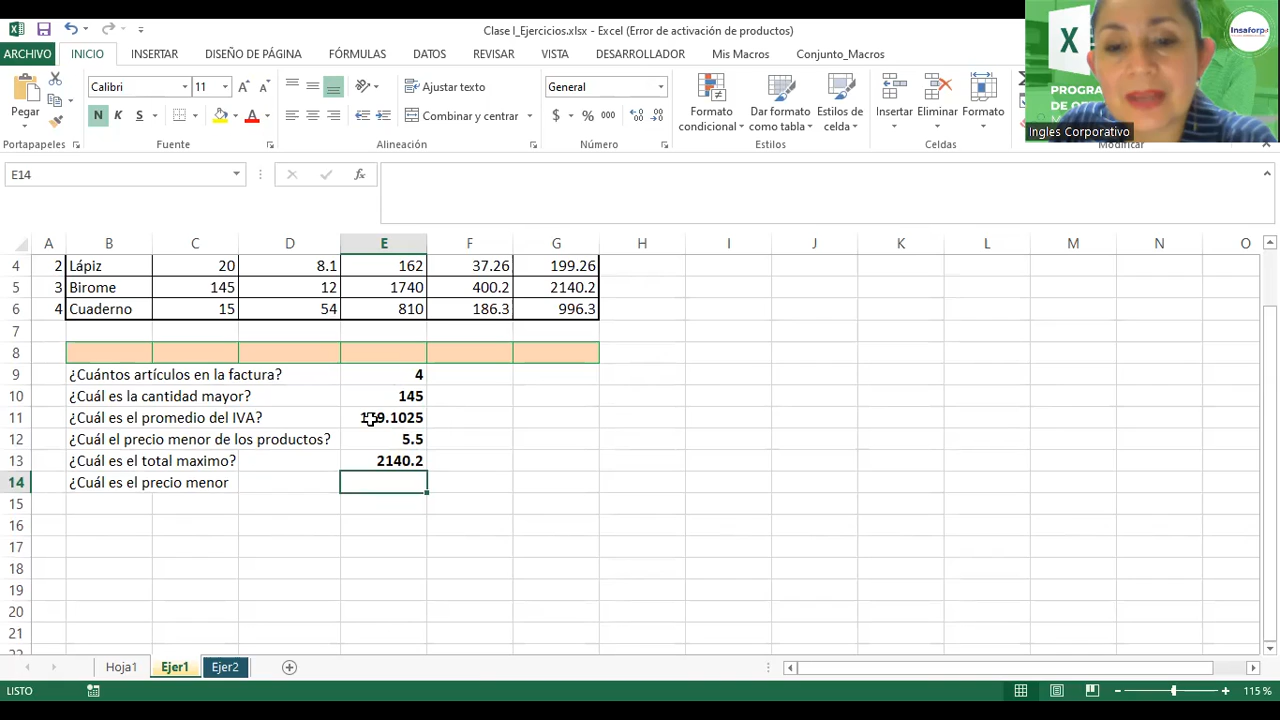 Clase I_Ejercicios.xlsx - Excel (Error de activación de productos)
ARCHIVO INICIO INSERTAR DISEÑO DE PÁGINA FÓRMULAS DATOS REVISAR VISTA DESARROLLADOR Mis Macros Conjunto_Macros
Pegar
Calibri 11
N K S
Ajustar texto
Combinar y centrar
General
$ % 000
Formato condicional
Dar formato como tabla
Estilos de celda
Insertar Eliminar Formato
Portapapeles Fuente Alineación Número Estilos Celdas Modificar
Insaforp
PROGRA
DE O
Ingles Corporativo
E14
fx
A B C D E F G H I J K L M N O
4 2 Lápiz 20 8.1 162 37.26 199.26
5 3 Birome 145 12 1740 400.2 2140.2
6 4 Cuaderno 15 54 810 186.3 996.3
7
8
9 ¿Cuántos artículos en la factura? 4
10 ¿Cuál es la cantidad mayor? 145
11 ¿Cuál es el promedio del IVA? 9.1025
12 ¿Cuál el precio menor de los productos? 5.5
13 ¿Cuál es el total maximo? 2140.2
14 ¿Cuál es el precio menor
15
16
17
18
19
20
21
22
Hoja1 Ejer1 Ejer2
LISTO
115 %